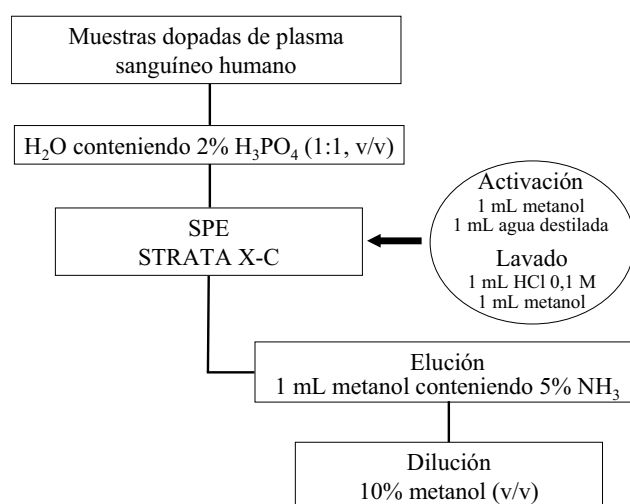 Muestras dopadas de plasma
sanguíneo humano
H₂O conteniendo 2% H₃PO₄ (1:1, v/v)
SPE
STRATA X-C
Activación
1 mL metanol
1 mL agua destilada
Lavado
1 mL HCl 0,1 M
1 mL metanol
Elución
1 mL metanol conteniendo 5% NH₃
Dilución
10% metanol (v/v)